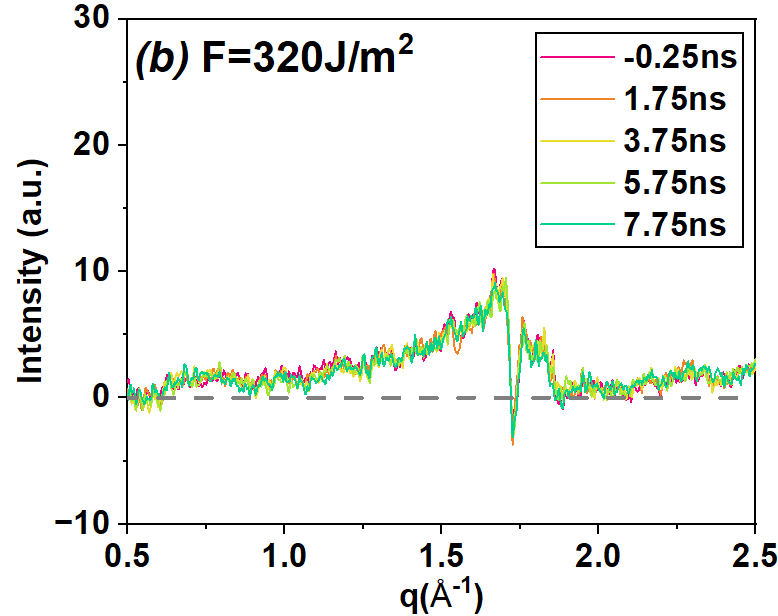 30
20
10
0
−10
Intensity (a.u.)
(b) F=320J/m²
-0.25ns
1.75ns
3.75ns
5.75ns
7.75ns
0.5 1.0 1.5 2.0 2.5
q(Å⁻¹)